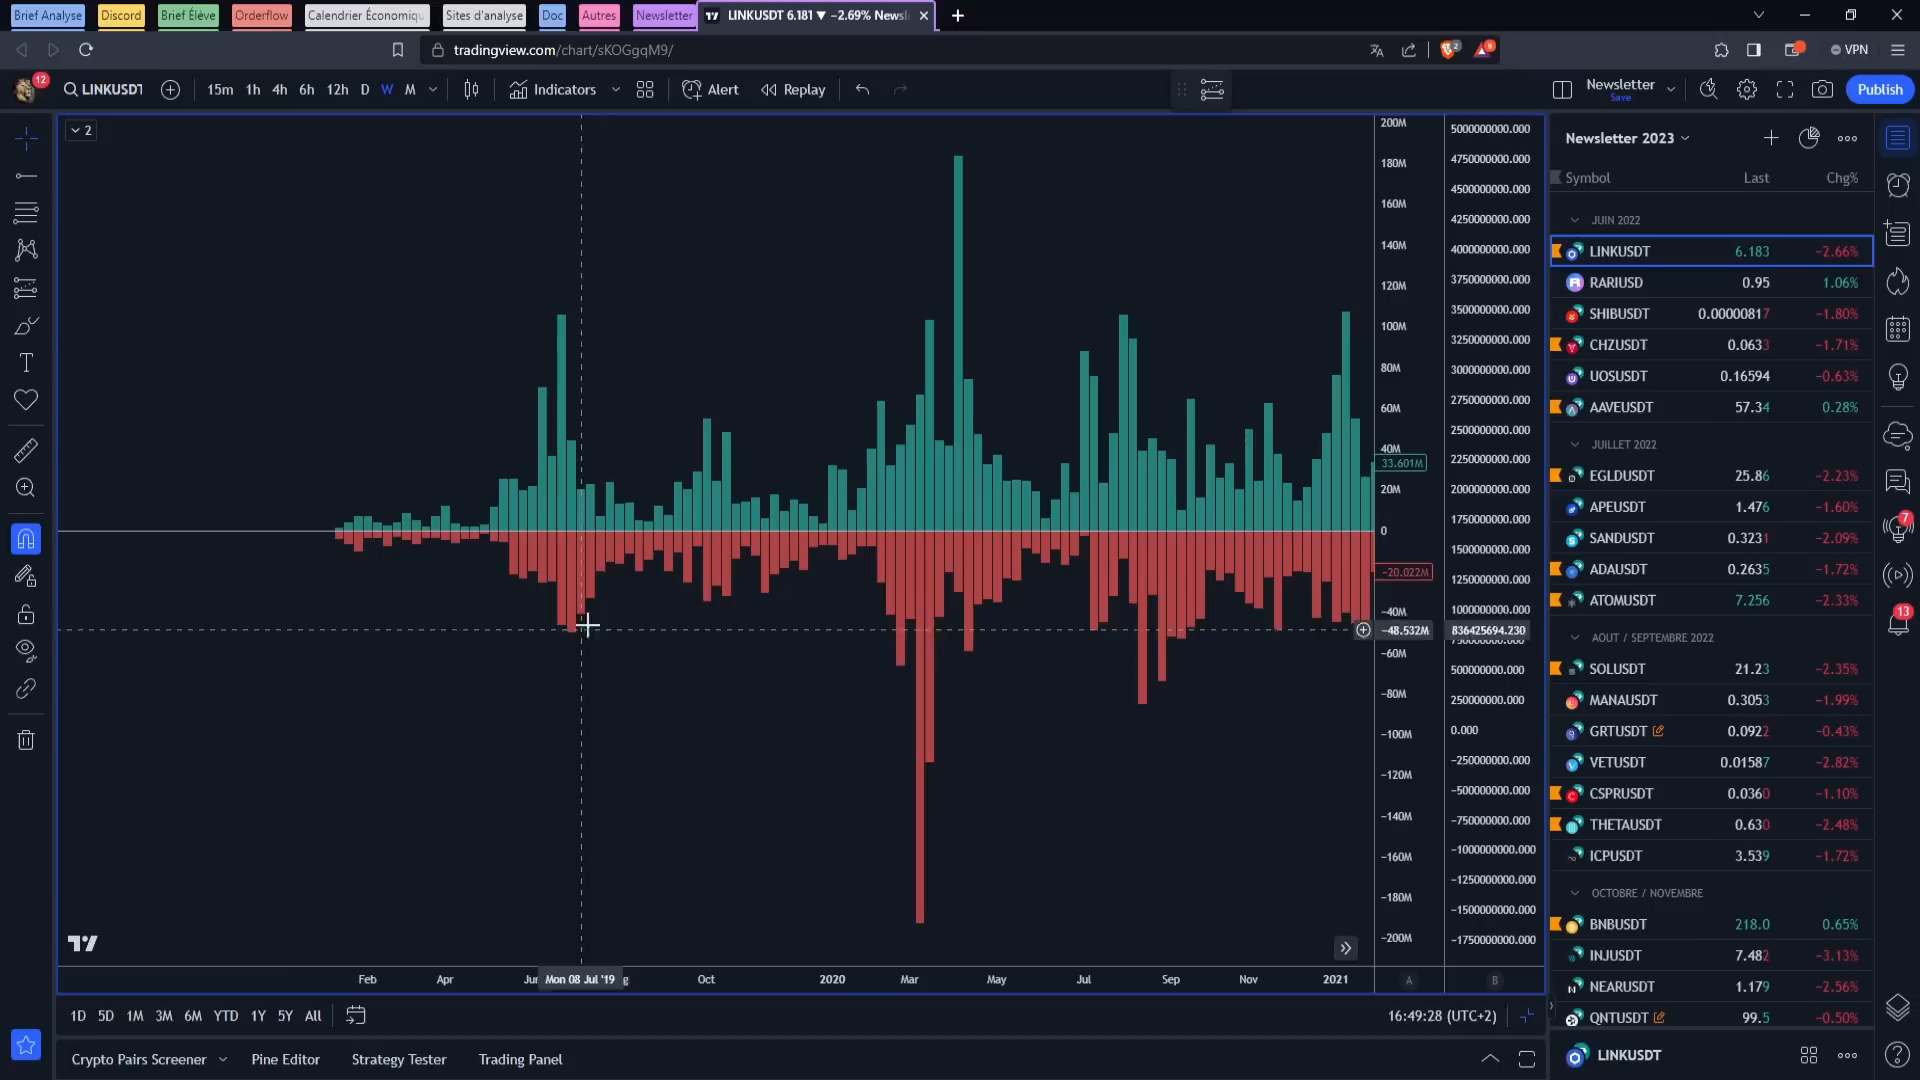 Brief Analyse
Discord
Brief Élève
Orderflow
Calendrier Économiqu
Sites d'analyse
Doc
Autres
Newsletter
LINKUSDT 6.181 ▼ −2.69% Newsl
tradingview.com/chart/sKOGgqM9/
2
9
VPN
12
LINKUSDT
15m
1h
4h
6h
12h
D
W
M
Indicators
Alert
Replay
Newsletter
Save
Publish
2
200M
180M
160M
140M
120M
100M
80M
60M
40M
33.601M
20M
0
−20.022M
−40M
−48.532M
−60M
−80M
−100M
−120M
−140M
−160M
−180M
−200M
5000000000.000
4750000000.000
4500000000.000
4250000000.000
4000000000.000
3750000000.000
3500000000.000
3250000000.000
3000000000.000
2750000000.000
2500000000.000
2250000000.000
2000000000.000
1750000000.000
1500000000.000
1250000000.000
1000000000.000
836425694.230
500000000.000
250000000.000
0.000
−250000000.000
−500000000.000
−750000000.000
−1000000000.000
−1250000000.000
−1500000000.000
−1750000000.000
Feb
Apr
Jun
Mon 08 Jul '19
Oct
2020
Mar
May
Jul
Sep
Nov
2021
A
B
1D
5D
1M
3M
6M
YTD
1Y
5Y
All
16:49:28 (UTC+2)
Crypto Pairs Screener
Pine Editor
Strategy Tester
Trading Panel
Newsletter 2023
Symbol Last Chg%
JUIN 2022
LINKUSDT 6.183 −2.66%
RARIUSD 0.95 1.06%
SHIBUSDT 0.00000817 −1.80%
CHZUSDT 0.0633 −1.71%
UOSUSDT 0.16594 −0.63%
AAVEUSDT 57.34 0.28%
JUILLET 2022
EGLDUSDT 25.86 −2.23%
APEUSDT 1.476 −1.60%
SANDUSDT 0.3231 −2.09%
ADAUSDT 0.2635 −1.72%
ATOMUSDT 7.256 −2.33%
AOUT / SEPTEMBRE 2022
SOLUSDT 21.23 −2.35%
MANAUSDT 0.3053 −1.99%
GRTUSDT 0.0922 −0.43%
VETUSDT 0.01587 −2.82%
CSPRUSDT 0.0360 −1.10%
THETAUSDT 0.630 −2.48%
ICPUSDT 3.539 −1.72%
OCTOBRE / NOVEMBRE
BNBUSDT 218.0 0.65%
INJUSDT 7.482 −3.13%
NEARUSDT 1.179 −2.56%
QNTUSDT 99.5 −0.50%
LINKUSDT
7
13